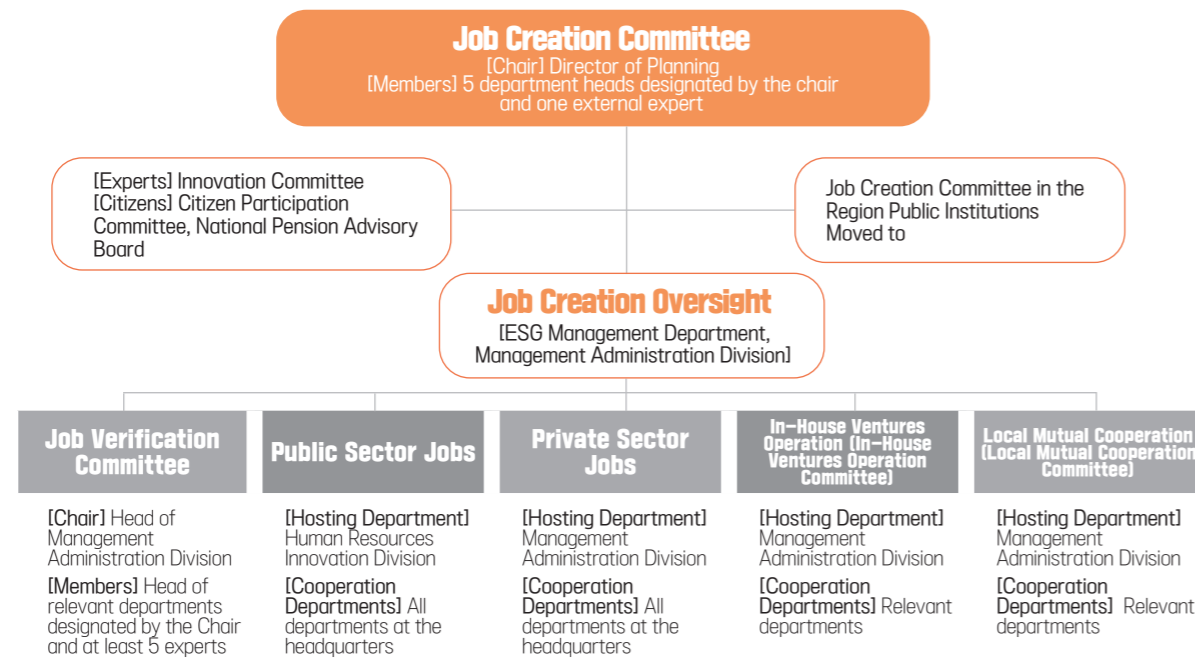 Job Creation Committee
[Chair] Director of Planning
[Members] 5 department heads designated by the chair
and one external expert
[Experts] Innovation Committee
[Citizens] Citizen Participation
Committee, National Pension Advisory
Board
Job Creation Committee in the
Region Public Institutions
Moved to
Job Creation Oversight
[ESG Management Department,
Management Administration Division]
Job Verification
Committee
[Chair] Head of
Management
Administration Division
[Members] Head of
relevant departments
designated by the Chair
and at least 5 experts
Public Sector Jobs
[Hosting Department]
Human Resources
Innovation Division
[Cooperation
Departments] All
departments at the
headquarters
Private Sector
Jobs
[Hosting Department]
Management
Administration Division
[Cooperation
Departments] All
departments at the
headquarters
In-House Ventures
Operation (In-House
Ventures Operation
Committee)
[Hosting Department]
Management
Administration Division
[Cooperation
Departments] Relevant
departments
Local Mutual Cooperation
(Local Mutual Cooperation
Committee)
[Hosting Department]
Management
Administration Division
[Cooperation
Departments] Relevant
departments